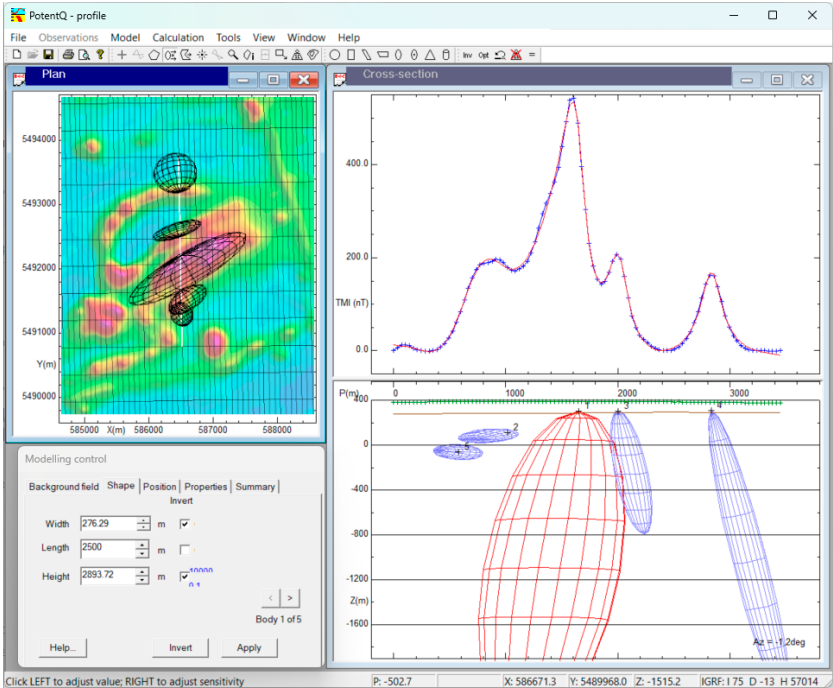 PotentQ - profile
File Observations Model Calculation Tools View Window Help
Inv Opt
Plan
5494000
5493000
5492000
5491000
Y(m)
5490000
585000 X(m) 586000 587000 588000
Cross-section
400.0
200.0
TMI (nT)
0.0
P(m) 0 1000 2000 3000
400
0
-400
-800
-1200
Z(m)
-1600
1 3 4
2
5
Az = -1.2deg
Modelling control
Background field Shape Position Properties Summary
Invert
Width 276.29 m
Length 2500 m
Height 2893.72 m 10000
0.1
< >
Body 1 of 5
Help... Invert Apply
Click LEFT to adjust value; RIGHT to adjust sensitivity P: -502.7 X: 586671.3 Y: 5489968.0 Z: -1515.2 IGRF: I 75 D -13 H 57014